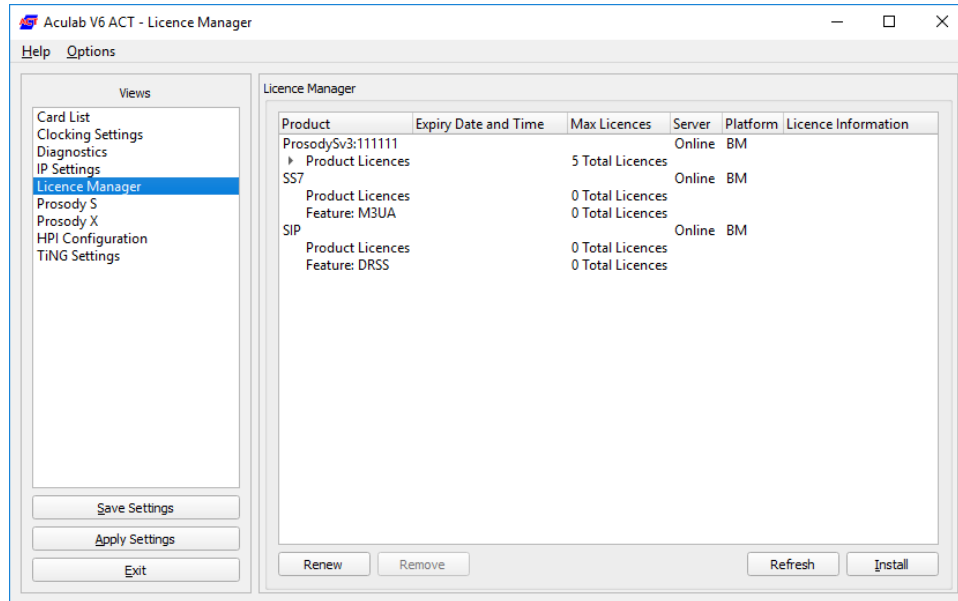 Aculab V6 ACT - Licence Manager
Help Options
Views
Card List
Clocking Settings
Diagnostics
IP Settings
Licence Manager
Prosody S
Prosody X
HPI Configuration
TiNG Settings
Save Settings
Apply Settings
Exit
Licence Manager
Product Expiry Date and Time Max Licences Server Platform Licence Information
ProsodySv3:111111 Online BM
Product Licences 5 Total Licences
SS7 Online BM
Product Licences 0 Total Licences
Feature: M3UA 0 Total Licences
SIP Online BM
Product Licences 0 Total Licences
Feature: DRSS 0 Total Licences
Renew Remove Refresh Install